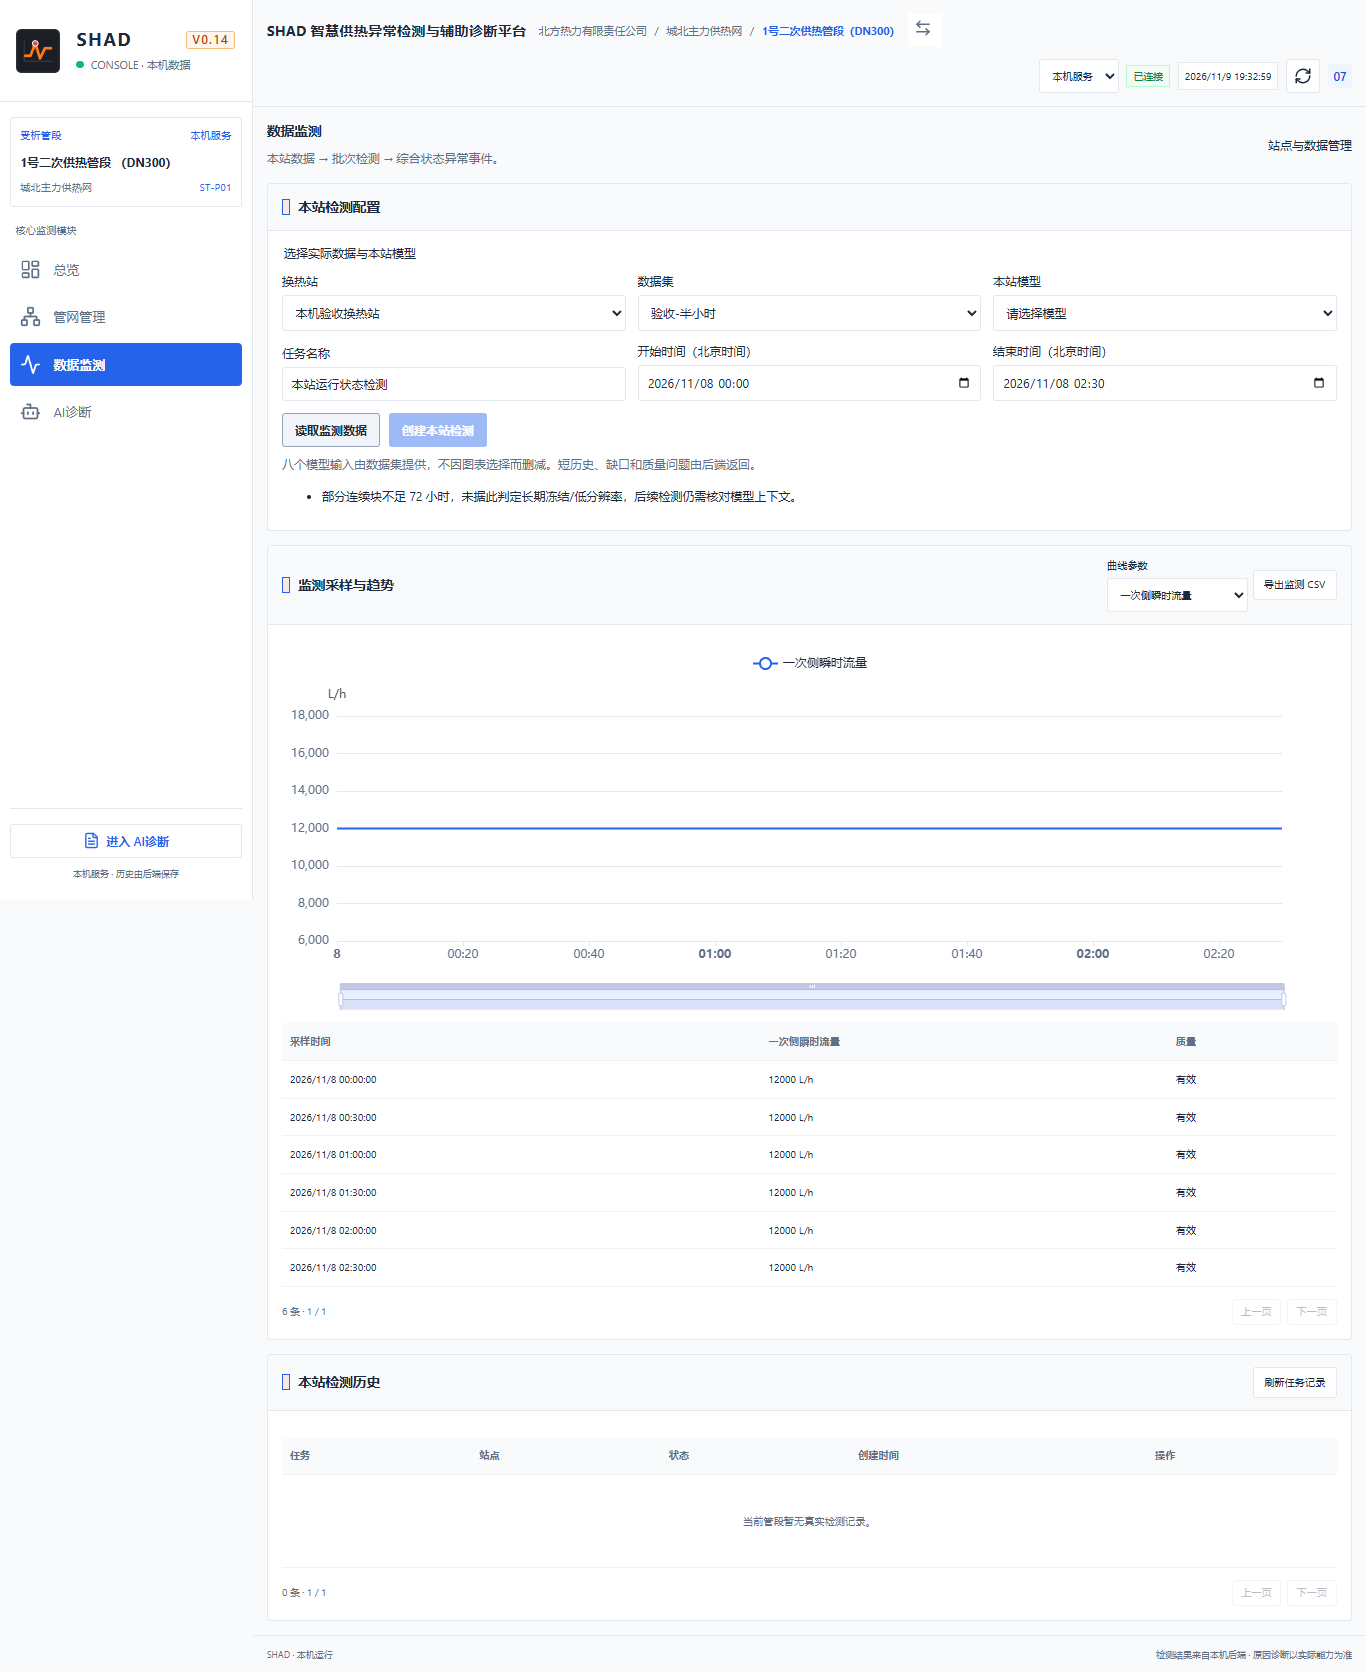 SHAD
V0.14
CONSOLE · 本机数据
SHAD 智慧供热异常检测与辅助诊断平台
北方热力有限责任公司 / 城北主力供热网 / 1号二次供热管段（DN300）
本机服务
已连接
2026/11/9 19:32:59
07
受析管段
本机服务
1号二次供热管段 （DN300）
城北主力供热网
ST-P01
核心监测模块
总览
管网管理
数据监测
AI诊断
进入 AI诊断
本机服务 · 历史由后端保存
数据监测
本站数据 → 批次检测 → 综合状态异常事件。
站点与数据管理
本站检测配置
选择实际数据与本站模型
换热站
数据集
本站模型
本机验收换热站
验收-半小时
请选择模型
任务名称
开始时间（北京时间）
结束时间（北京时间）
本站运行状态检测
2026/11/08 00:00
2026/11/08 02:30
读取监测数据
创建本站检测
八个模型输入由数据集提供，不因图表选择而删减。短历史、缺口和质量问题由后端返回。
• 部分连续块不足 72 小时，未据此判定长期冻结/低分辨率，后续检测仍需核对模型上下文。
监测采样与趋势
曲线参数
一次侧瞬时流量
导出监测 CSV
一次侧瞬时流量
L/h
18,000
16,000
14,000
12,000
10,000
8,000
6,000
8 00:20 00:40 01:00 01:20 01:40 02:00 02:20
采样时间 一次侧瞬时流量 质量
2026/11/8 00:00:00 12000 L/h 有效
2026/11/8 00:30:00 12000 L/h 有效
2026/11/8 01:00:00 12000 L/h 有效
2026/11/8 01:30:00 12000 L/h 有效
2026/11/8 02:00:00 12000 L/h 有效
2026/11/8 02:30:00 12000 L/h 有效
6 条 · 1 / 1
上一页
下一页
本站检测历史
刷新任务记录
任务 站点 状态 创建时间 操作
当前管段暂无真实检测记录。
0 条 · 1 / 1
上一页
下一页
SHAD · 本机运行
检测结果来自本机后端 · 原因诊断以实际能力为准